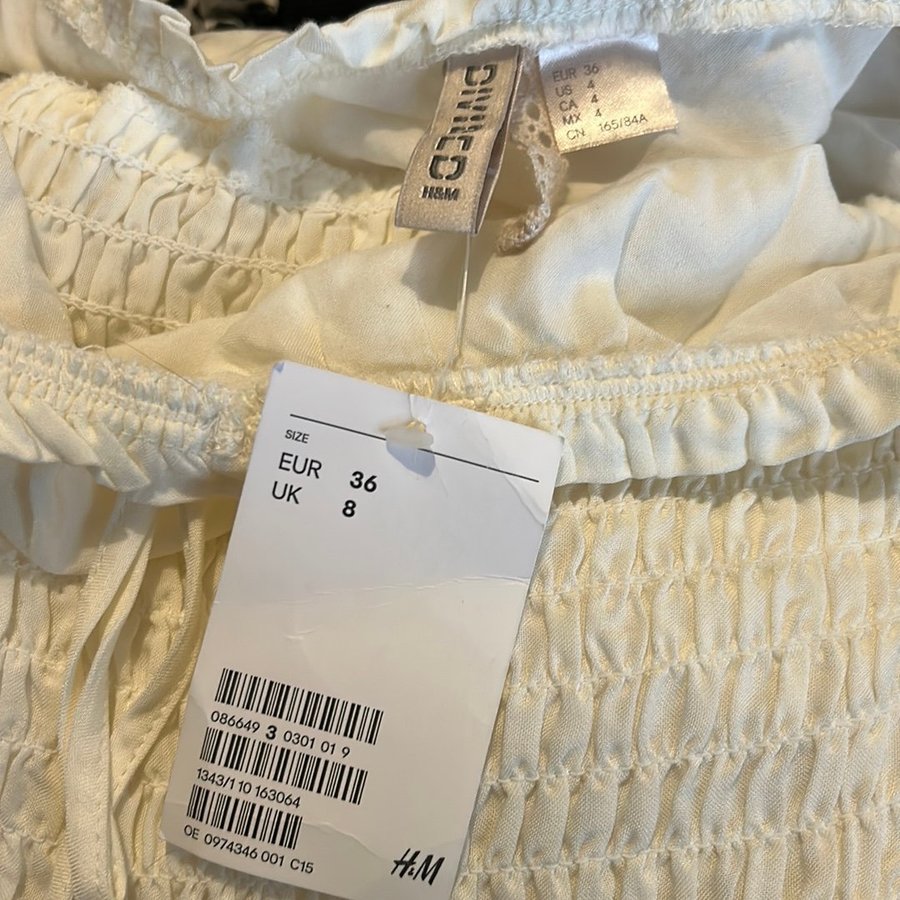 DIVIDED
H&M
EUR 36
US 4
CA 4
MX 4
CN 165/84A
SIZE
EUR 36
UK 8
086649 3 0301 01 9
1343/1 10 163064
OE 0974346 001 C15
H&M